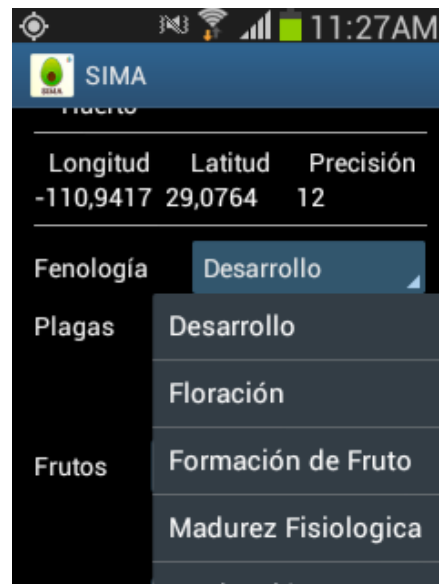 11:27AM
SIMA
SIMA
Huerto
Longitud Latitud Precisión
-110,9417 29,0764 12
Fenología Desarrollo
Plagas Desarrollo
Floración
Frutos Formación de Fruto
Madurez Fisiologica